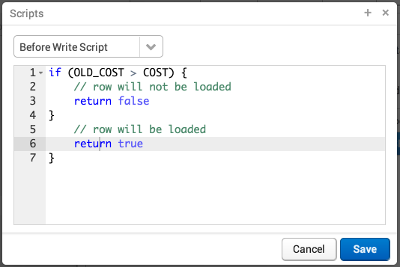 Scripts
Before Write Script
1 if (OLD_COST > COST) {
2 // row will not be loaded
3 return false
4 }
5 // row will be loaded
6 return true
7 }
Cancel Save